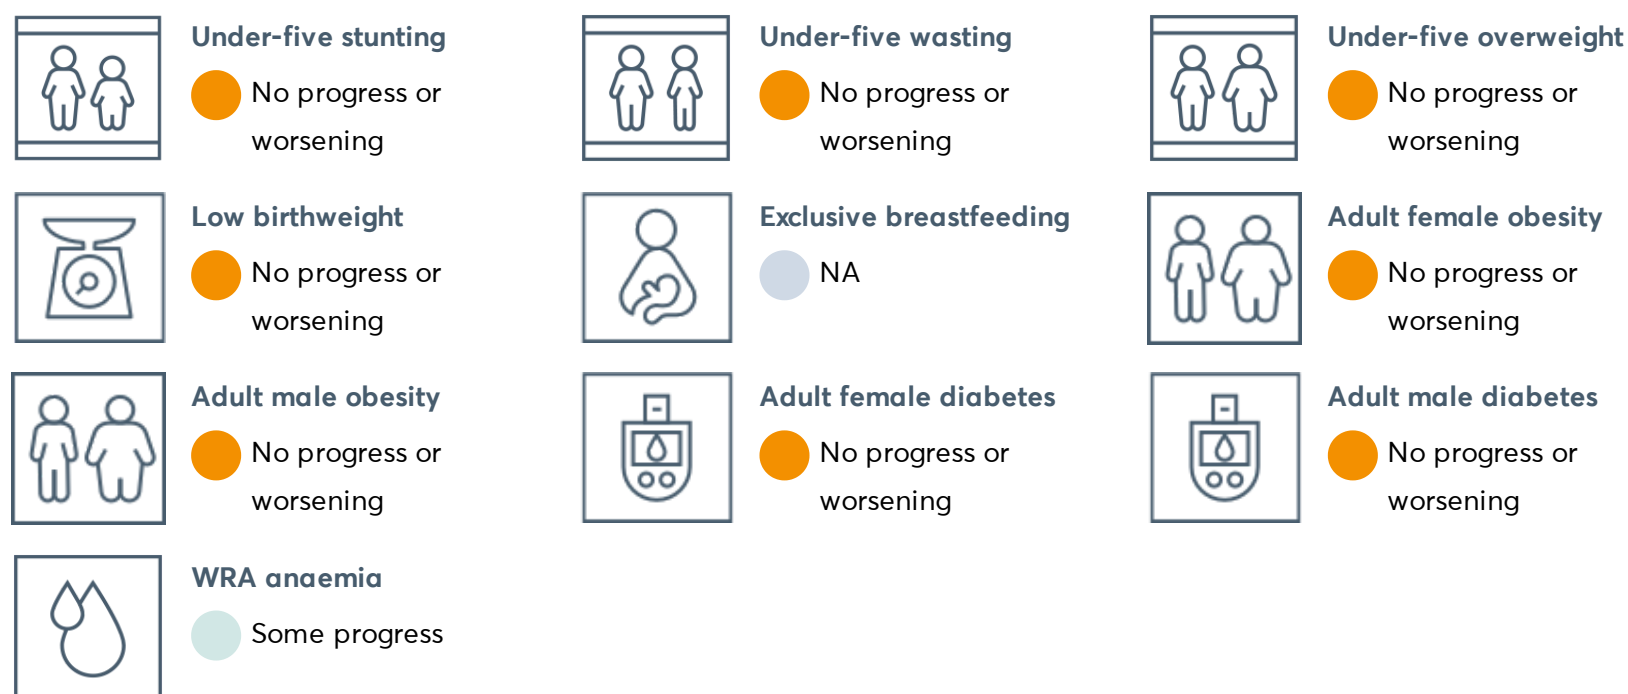 Under-five stunting
No progress or
worsening
Under-five wasting
No progress or
worsening
Under-five overweight
No progress or
worsening
Low birthweight
No progress or
worsening
Exclusive breastfeeding
NA
Adult female obesity
No progress or
worsening
Adult male obesity
No progress or
worsening
Adult female diabetes
No progress or
worsening
Adult male diabetes
No progress or
worsening
WRA anaemia
Some progress